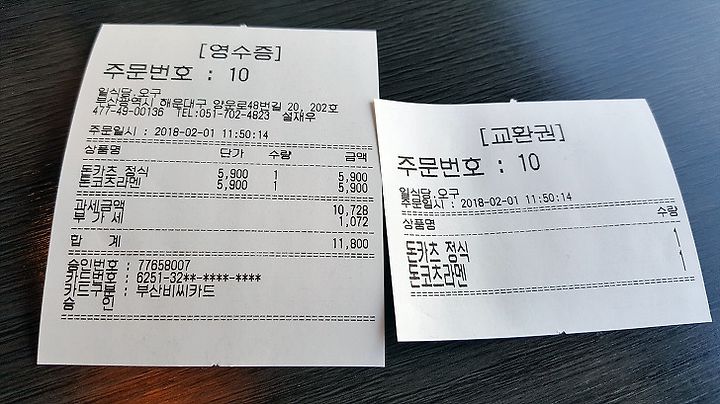 [영수증]
주문번호 : 10
일식당 오구
부산광역시 해운대구 양운로48번길 20, 202호
477-49-00136 TEL:051-702-4823 설재우
주문일시 : 2018-02-01 11:50:14
상품명 단가 수량 금액
돈카츠 정식 5,900 1 5,900
돈코츠라멘 5,900 1 5,900
과세금액 10,728
부가세 1,072
합 계 11,800
승인번호 : 77658007
카드번호 : 6251-32**-****-****
카드구분 : 부산비씨카드
승 인
[교환권]
주문번호 : 10
일식당 오구
주문일시 : 2018-02-01 11:50:14
상품명 수량
돈카츠 정식 1
돈코츠라멘 1